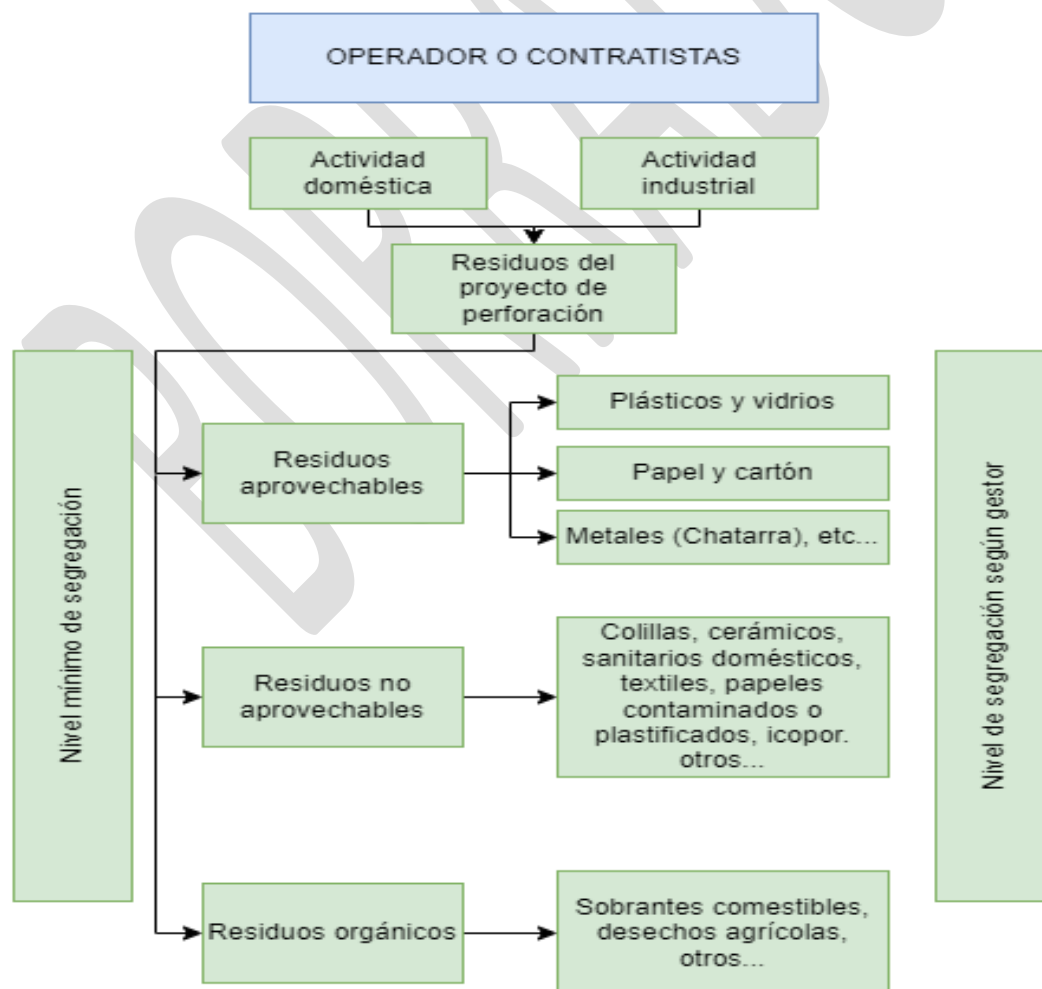 OPERADOR O CONTRATISTAS
Actividad
doméstica
Actividad
industrial
Residuos del
proyecto de
perforación
Nivel mínimo de segregación
Residuos
aprovechables
Plásticos y vidrios
Papel y cartón
Metales (Chatarra), etc...
Residuos no
aprovechables
Colillas, cerámicos,
sanitarios domésticos,
textiles, papeles
contaminados o
plastificados, icopor.
otros...
Residuos orgánicos
Sobrantes comestibles,
desechos agrícolas,
otros...
Nivel de segregación según gestor